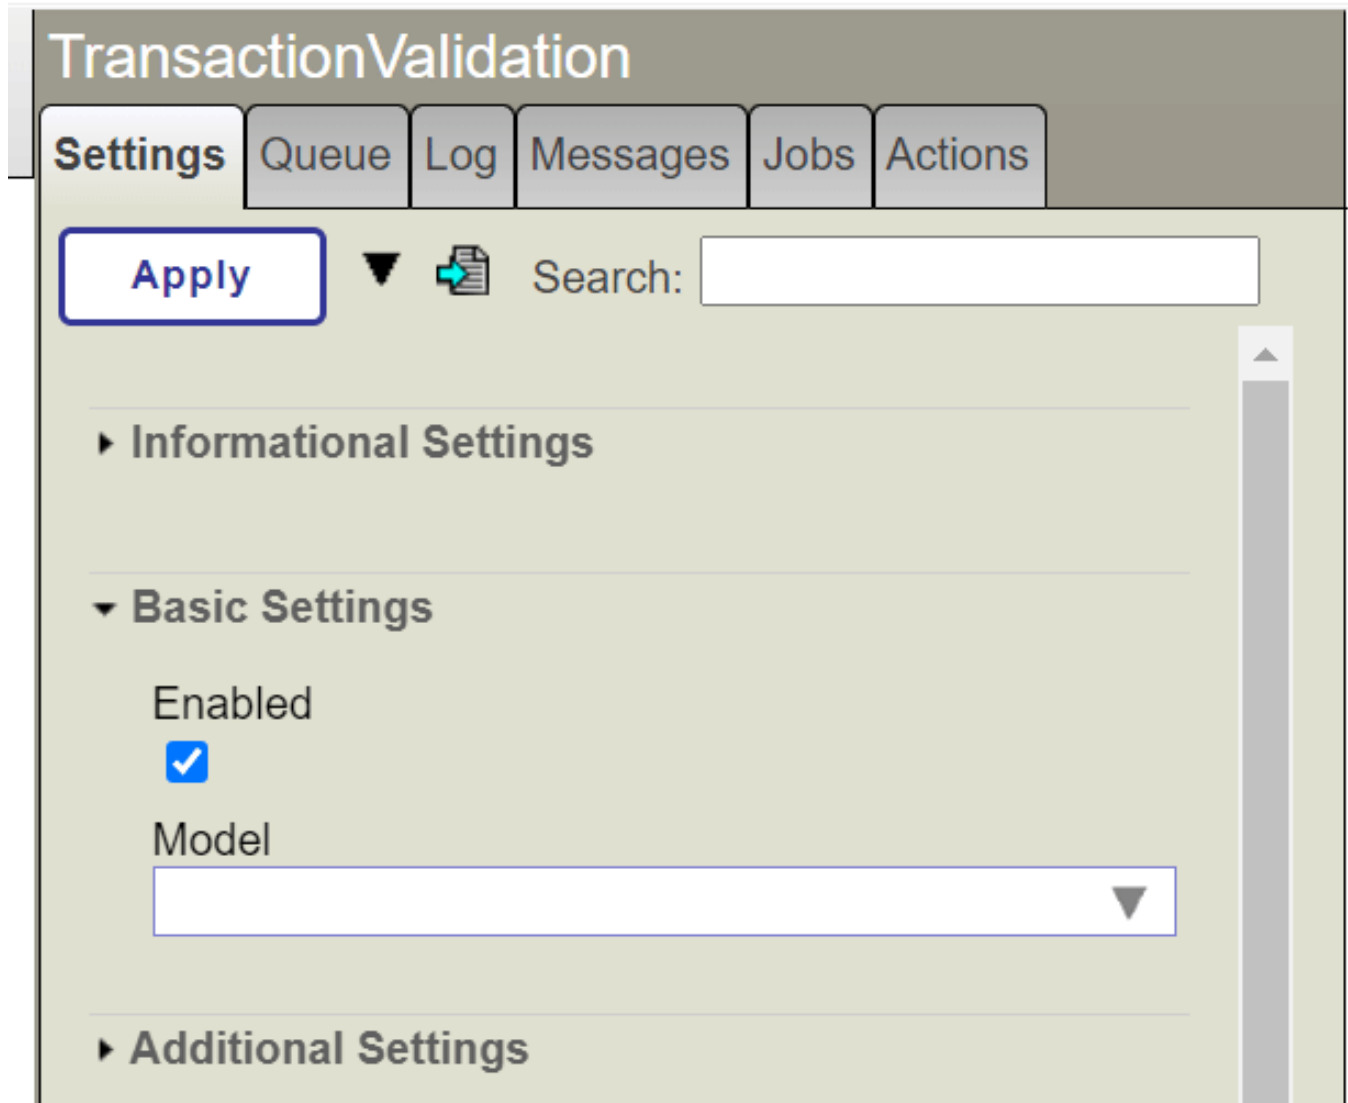 TransactionValidation
Settings Queue Log Messages Jobs Actions
Apply Search:
Informational Settings
Basic Settings
Enabled
Model
Additional Settings